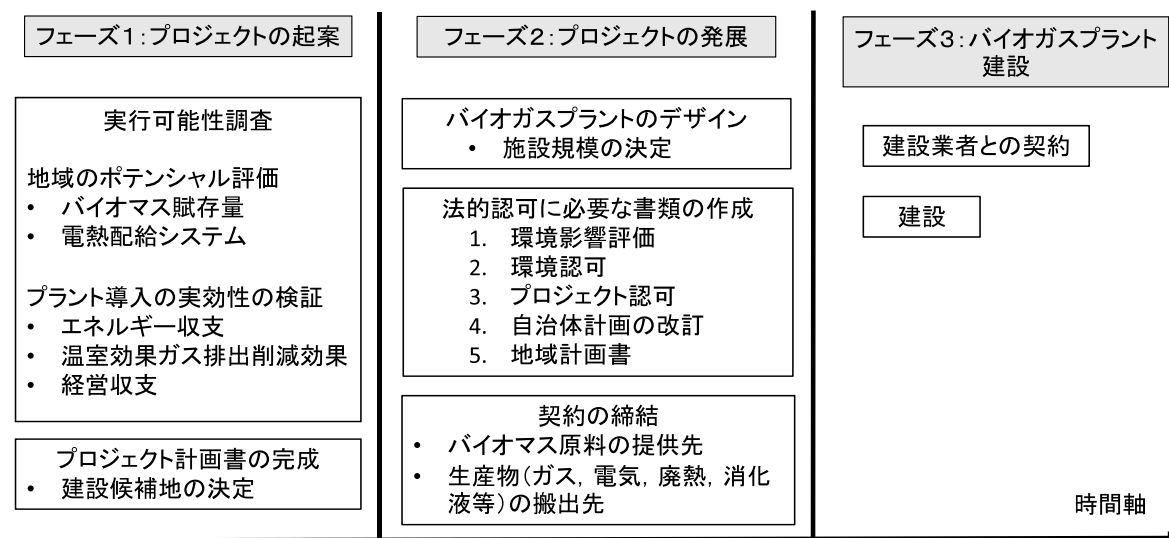 フェーズ1:プロジェクトの起案
実行可能性調査
地域のポテンシャル評価
• バイオマス賦存量
• 電熱配給システム
プラント導入の実効性の検証
• エネルギー収支
• 温室効果ガス排出削減効果
• 経営収支
プロジェクト計画書の完成
• 建設候補地の決定
フェーズ2:プロジェクトの発展
バイオガスプラントのデザイン
• 施設規模の決定
法的認可に必要な書類の作成
1. 環境影響評価
2. 環境認可
3. プロジェクト認可
4. 自治体計画の改訂
5. 地域計画書
契約の締結
• バイオマス原料の提供先
• 生産物(ガス, 電気, 廃熱, 消化
液等)の搬出先
フェーズ3:バイオガスプラント
建設
建設業者との契約
建設
時間軸